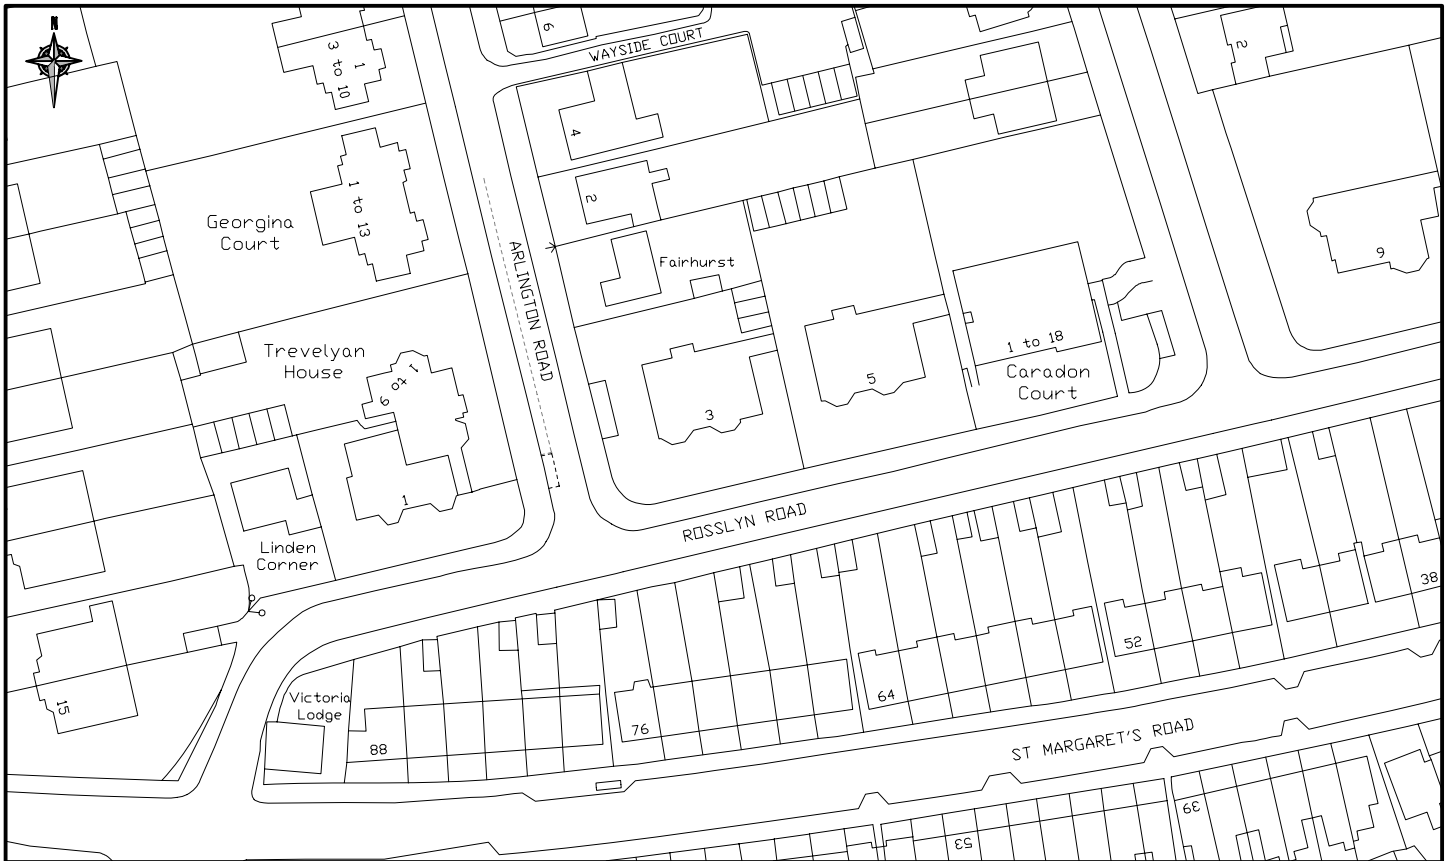 N
3 to 10
1
6
WAYSIDE COURT
2
4
Georgina
Court
1 to 13
2
ARLINGTON ROAD
Fairhurst
9
Trevelyan
House
1 to 9
1 to 18
Caradon
Court
5
3
1
ROSSLYN ROAD
Linden
Corner
38
52
Victoria
Lodge
64
15
76
88
ST MARGARET'S ROAD
39
53